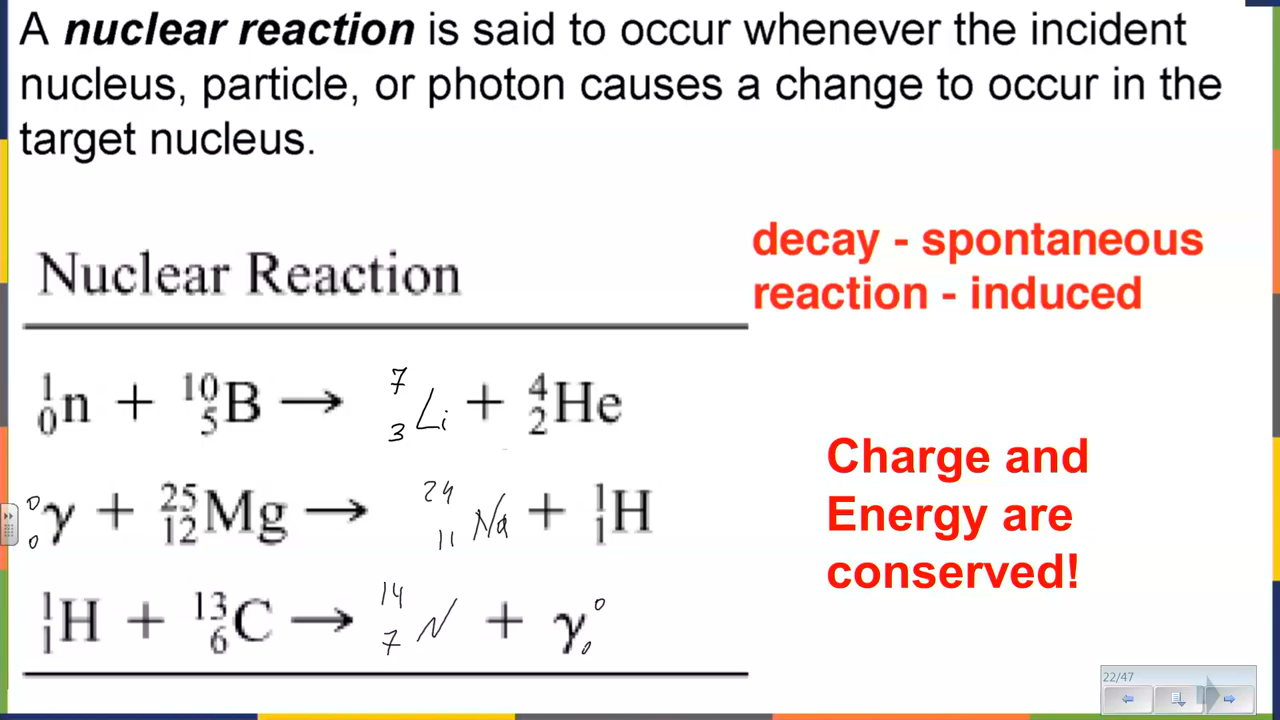 A nuclear reaction is said to occur whenever the incident
nucleus, particle, or photon causes a change to occur in the
target nucleus.
Nuclear Reaction
decay - spontaneous
reaction - induced
¹₀n + ¹⁰₅B → ⁷₃Li + ⁴₂He
⁰₀γ + ²⁵₁₂Mg → ²⁴₁₁Na + ¹₁H
¹₁H + ¹³₆C → ¹⁴₇N + γ⁰₀
Charge and
Energy are
conserved!
22/47